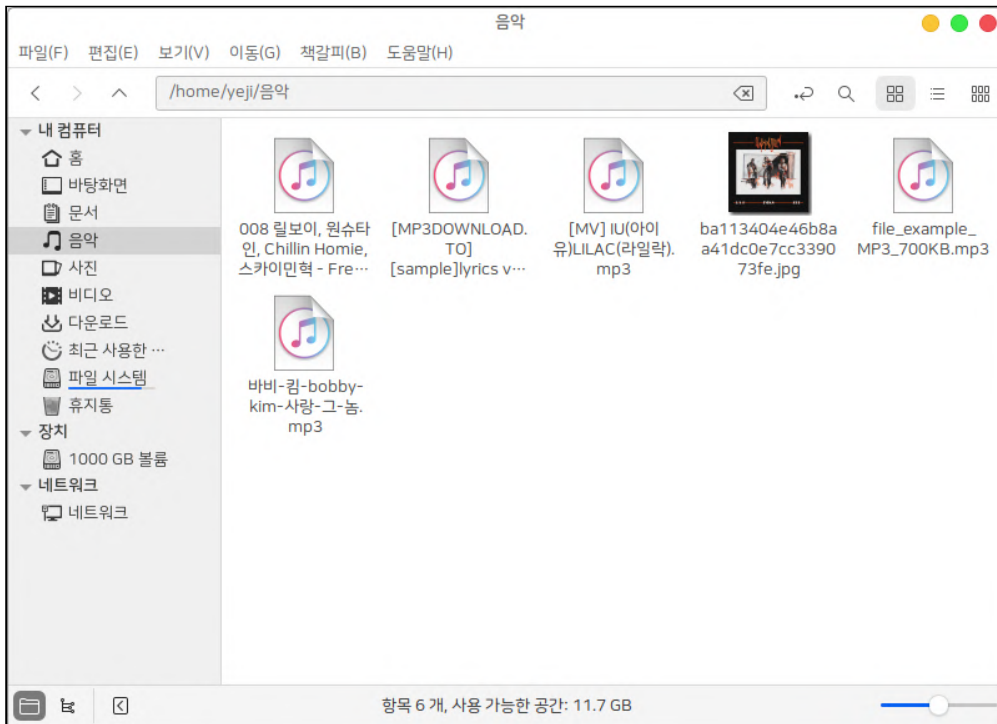 음악
파일(F) 편집(E) 보기(V) 이동(G) 책갈피(B) 도움말(H)
/home/yeji/음악
내 컴퓨터
홈
바탕화면
문서
음악
사진
비디오
다운로드
최근 사용한 …
파일 시스템
휴지통
장치
1000 GB 볼륨
네트워크
네트워크
008 릴보이, 원슈타
인, Chillin Homie,
스카이민혁 - Fre…
[MP3DOWNLOAD.
TO]
[sample]lyrics v…
[MV] IU(아이
유)LILAC(라일락).
mp3
ba113404e46b8a
a41dc0e7cc3390
73fe.jpg
file_example_
MP3_700KB.mp3
바비-킴-bobby-
kim-사랑-그-놈.
mp3
항목 6 개, 사용 가능한 공간: 11.7 GB